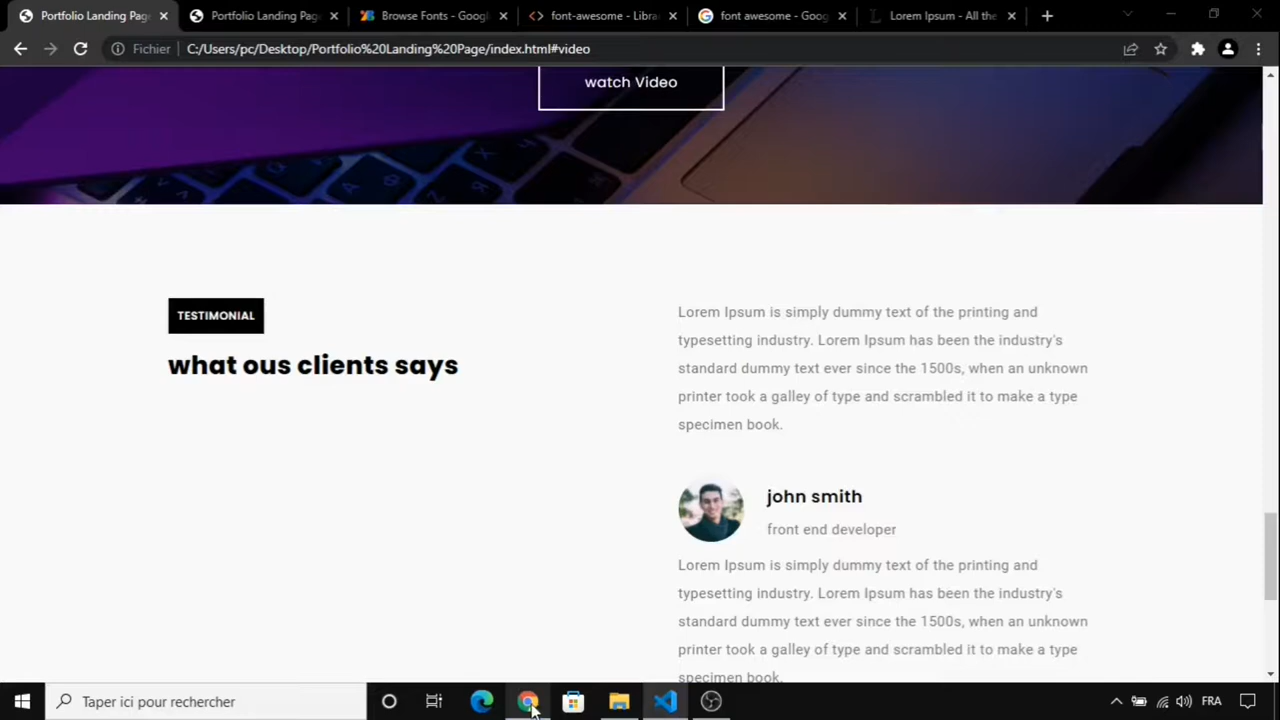 Portfolio Landing Page
Portfolio Landing Page
Browse Fonts - Googl
font-awesome - Librar
font awesome - Goog
Lorem Ipsum - All the
Fichier
C:/Users/pc/Desktop/Portfolio%20Landing%20Page/index.html#video
watch Video
TESTIMONIAL
what ous clients says
Lorem Ipsum is simply dummy text of the printing and
typesetting industry. Lorem Ipsum has been the industry's
standard dummy text ever since the 1500s, when an unknown
printer took a galley of type and scrambled it to make a type
specimen book.
john smith
front end developer
Lorem Ipsum is simply dummy text of the printing and
typesetting industry. Lorem Ipsum has been the industry's
standard dummy text ever since the 1500s, when an unknown
printer took a galley of type and scrambled it to make a type
specimen book.
Taper ici pour rechercher
FRA